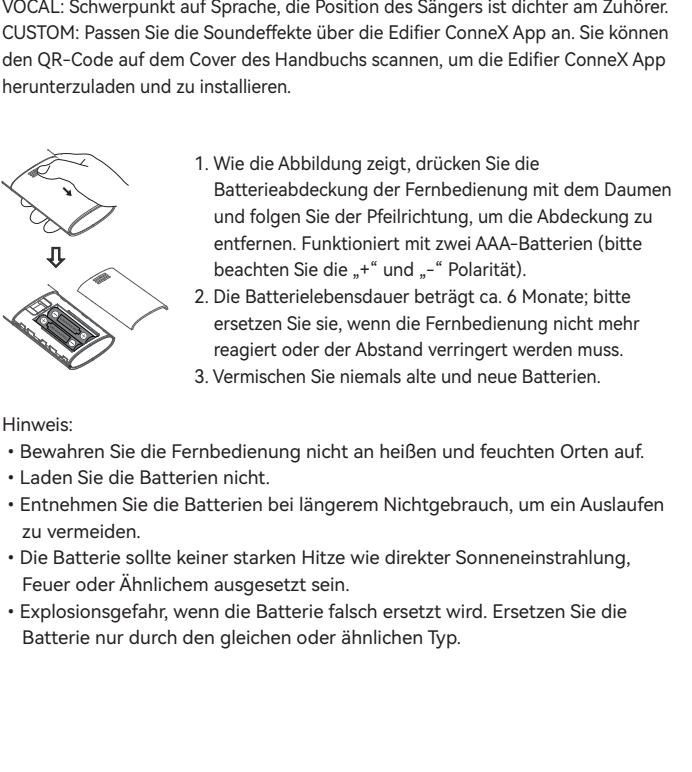 VOCAL: Schwerpunkt auf Sprache, die Position des Sängers ist dichter am Zuhörer.
CUSTOM: Passen Sie die Soundeffekte über die Edifier ConneX App an. Sie können
den QR-Code auf dem Cover des Handbuchs scannen, um die Edifier ConneX App
herunterzuladen und zu installieren.
1. Wie die Abbildung zeigt, drücken Sie die
Batterieabdeckung der Fernbedienung mit dem Daumen
und folgen Sie der Pfeilrichtung, um die Abdeckung zu
entfernen. Funktioniert mit zwei AAA-Batterien (bitte
beachten Sie die „+“ und „-“ Polarität).
2. Die Batterielebensdauer beträgt ca. 6 Monate; bitte
ersetzen Sie sie, wenn die Fernbedienung nicht mehr
reagiert oder der Abstand verringert werden muss.
3. Vermischen Sie niemals alte und neue Batterien.
Hinweis:
• Bewahren Sie die Fernbedienung nicht an heißen und feuchten Orten auf.
• Laden Sie die Batterien nicht.
• Entnehmen Sie die Batterien bei längerem Nichtgebrauch, um ein Auslaufen
zu vermeiden.
• Die Batterie sollte keiner starken Hitze wie direkter Sonneneinstrahlung,
Feuer oder Ähnlichem ausgesetzt sein.
• Explosionsgefahr, wenn die Batterie falsch ersetzt wird. Ersetzen Sie die
Batterie nur durch den gleichen oder ähnlichen Typ.